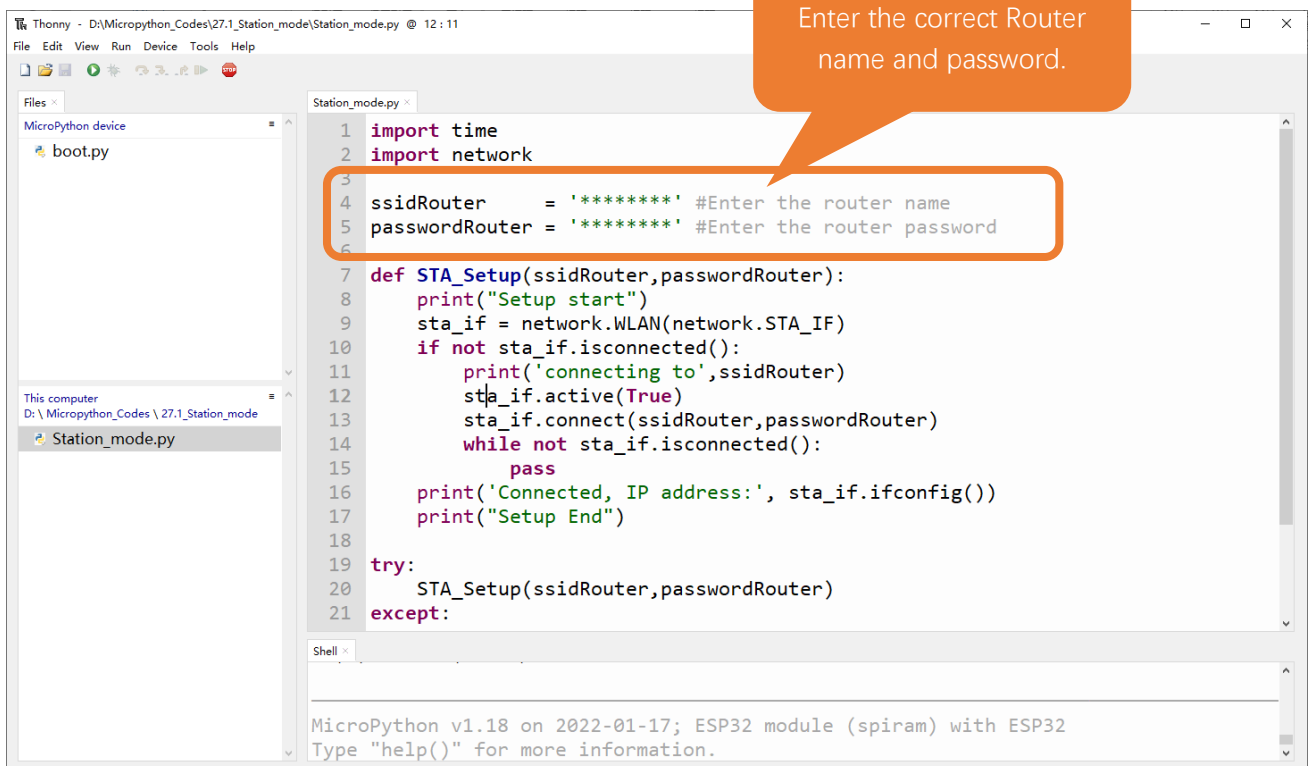 Thonny - D:\Micropython_Codes\27.1_Station_mode\Station_mode.py @ 12:11
Enter the correct Router
name and password.
File Edit View Run Device Tools Help
STOP
Files
MicroPython device
boot.py
This computer
D: \ Micropython_Codes \ 27.1_Station_mode
Station_mode.py
Station_mode.py
1 import time
2 import network
3
4 ssidRouter     = '********' #Enter the router name
5 passwordRouter = '********' #Enter the router password
6
7 def STA_Setup(ssidRouter,passwordRouter):
8     print("Setup start")
9     sta_if = network.WLAN(network.STA_IF)
10     if not sta_if.isconnected():
11         print('connecting to',ssidRouter)
12         sta_if.active(True)
13         sta_if.connect(ssidRouter,passwordRouter)
14         while not sta_if.isconnected():
15             pass
16     print('Connected, IP address:', sta_if.ifconfig())
17     print("Setup End")
18
19 try:
20     STA_Setup(ssidRouter,passwordRouter)
21 except:
Shell
MicroPython v1.18 on 2022-01-17; ESP32 module (spiram) with ESP32
Type "help()" for more information.